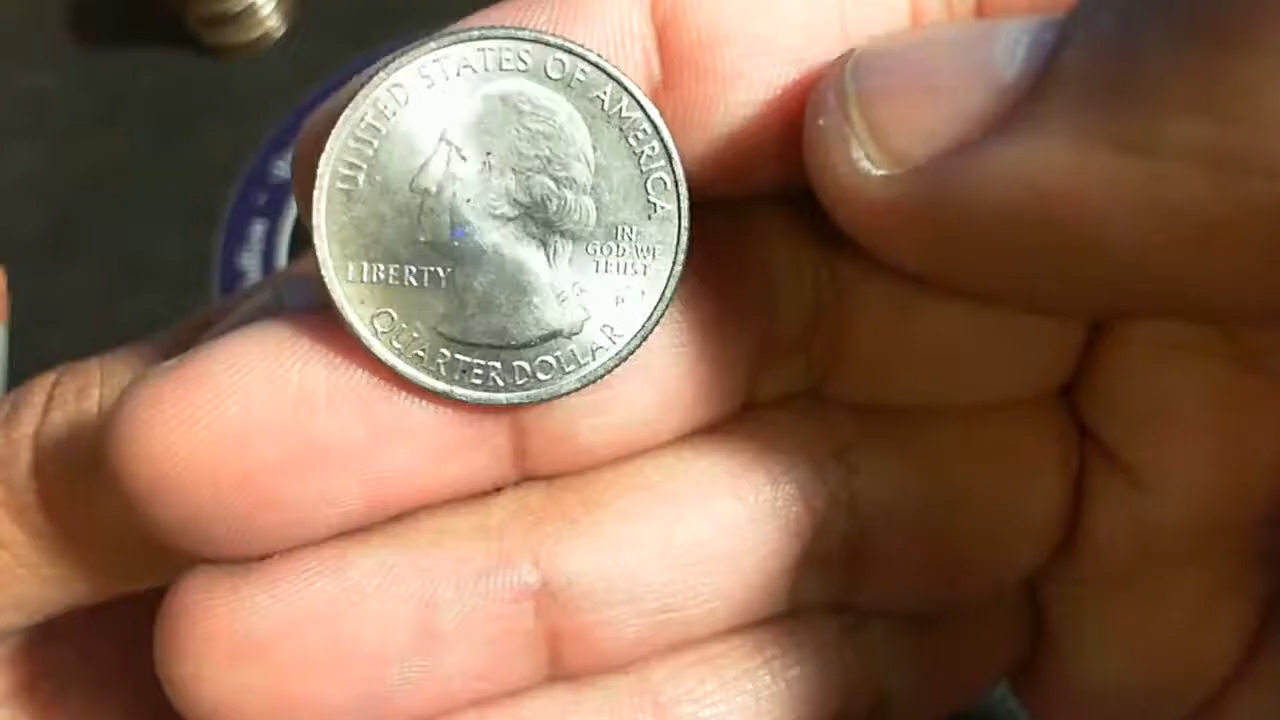 UNITED STATES OF AMERICA
LIBERTY
IN
GOD WE
TRUST
P
QUARTER DOLLAR